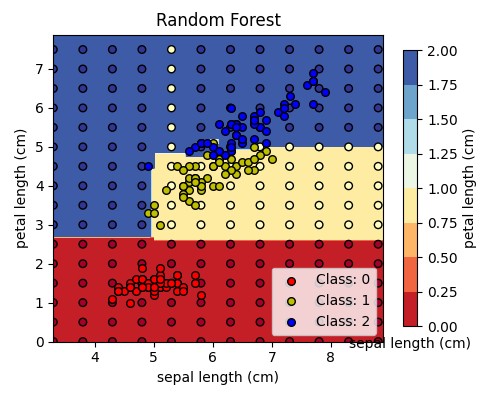 Random Forest
petal length (cm)
7
6
5
4
3
2
1
0
4
5
6
7
8
sepal length (cm)
Class: 0
Class: 1
Class: 2
2.00
1.75
1.50
1.25
1.00
0.75
0.50
0.25
0.00
petal length (cm)
sepal length (cm)